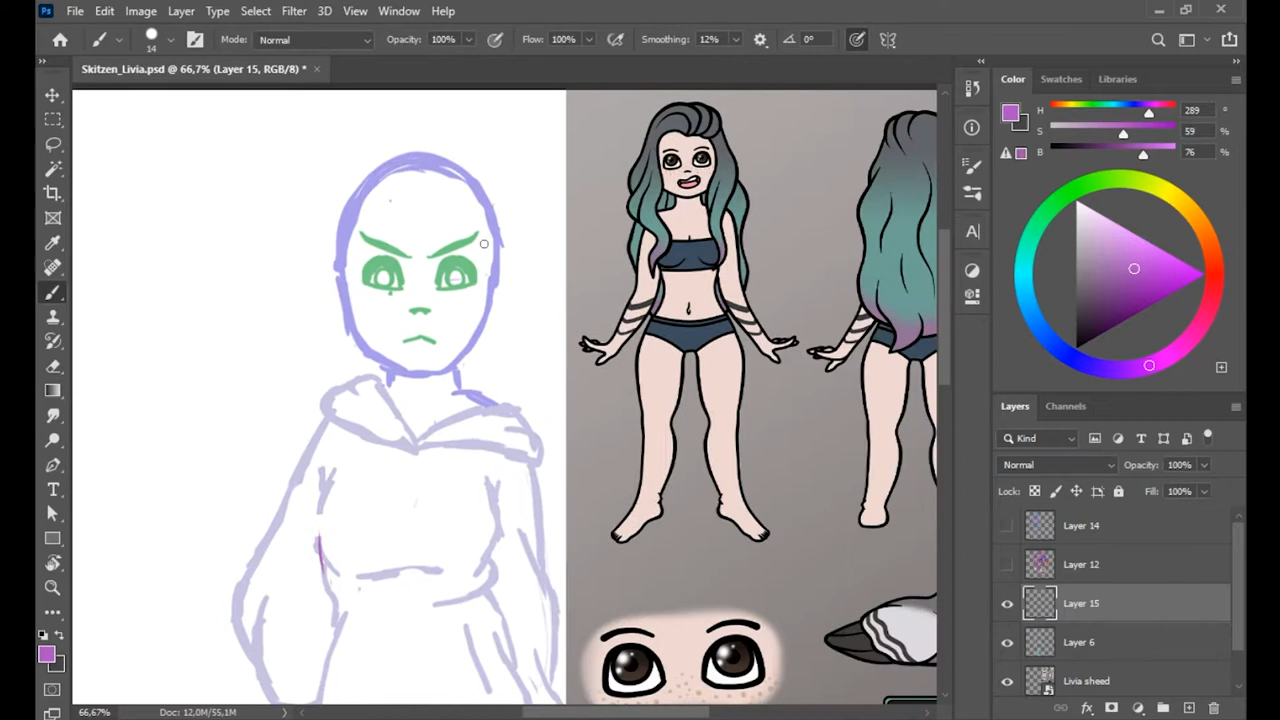 Ps File Edit Image Layer Type Select Filter 3D View Window Help
14 Mode: Normal Opacity: 100% Flow: 100% Smoothing: 12% 0°
Skitzen_Livia.psd @ 66,7% (Layer 15, RGB/8) *
Color Swatches Libraries
H 289 °
S 59 %
B 76 %
Layers Channels
Kind
Normal Opacity: 100%
Lock: Fill: 100%
Layer 14
Layer 12
Layer 15
Layer 6
Livia sheed
66,67% Doc: 12,0M/55,1M